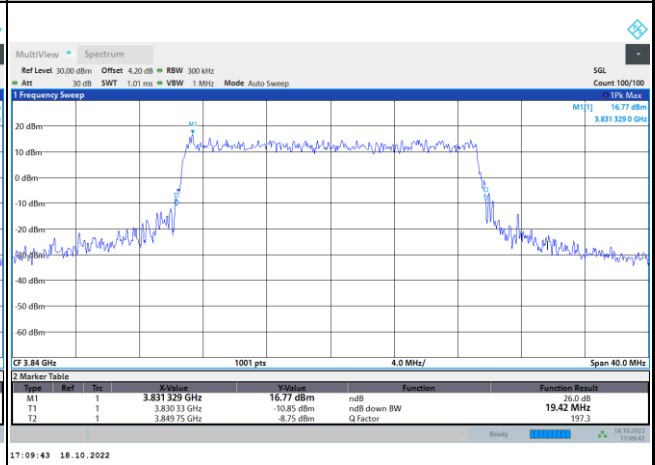 MultiView Spectrum
Ref Level 30.00 dBm Offset 4.20 dB RBW 300 kHz SGL
Att 30 dB SWT 1.01 ms VBW 1 MHz Mode Auto Sweep Count 100/100
1 Frequency Sweep 1Pk Max
M1[1] 16.77 dBm
3.831 329 0 GHz
M1
20 dBm
10 dBm
0 dBm
-10 dBm
-20 dBm
-30 dBm
-40 dBm
-50 dBm
-60 dBm
CF 3.84 GHz 1001 pts 4.0 MHz/ Span 40.0 MHz
2 Marker Table
Type Ref Trc X-Value Y-Value Function Function Result
M1 1 3.831 329 GHz 16.77 dBm ndB 26.0 dB
T1 1 3.830 33 GHz -10.85 dBm ndB down BW 19.42 MHz
T2 1 3.849 75 GHz -8.75 dBm Q Factor 197.3
Ready 18.10.2022
17:09:42
17:09:43 18.10.2022